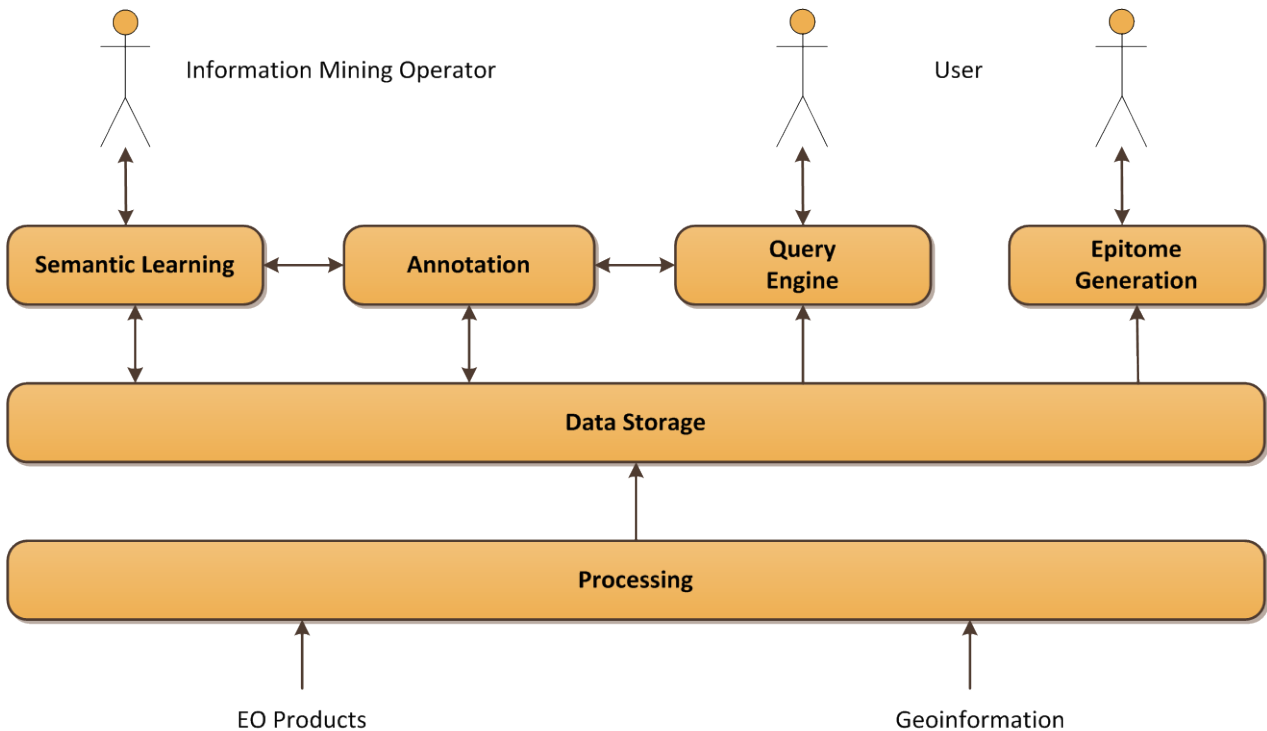 Information Mining Operator
User
Semantic Learning
Annotation
Query
Engine
Epitome
Generation
Data Storage
Processing
EO Products
Geoinformation